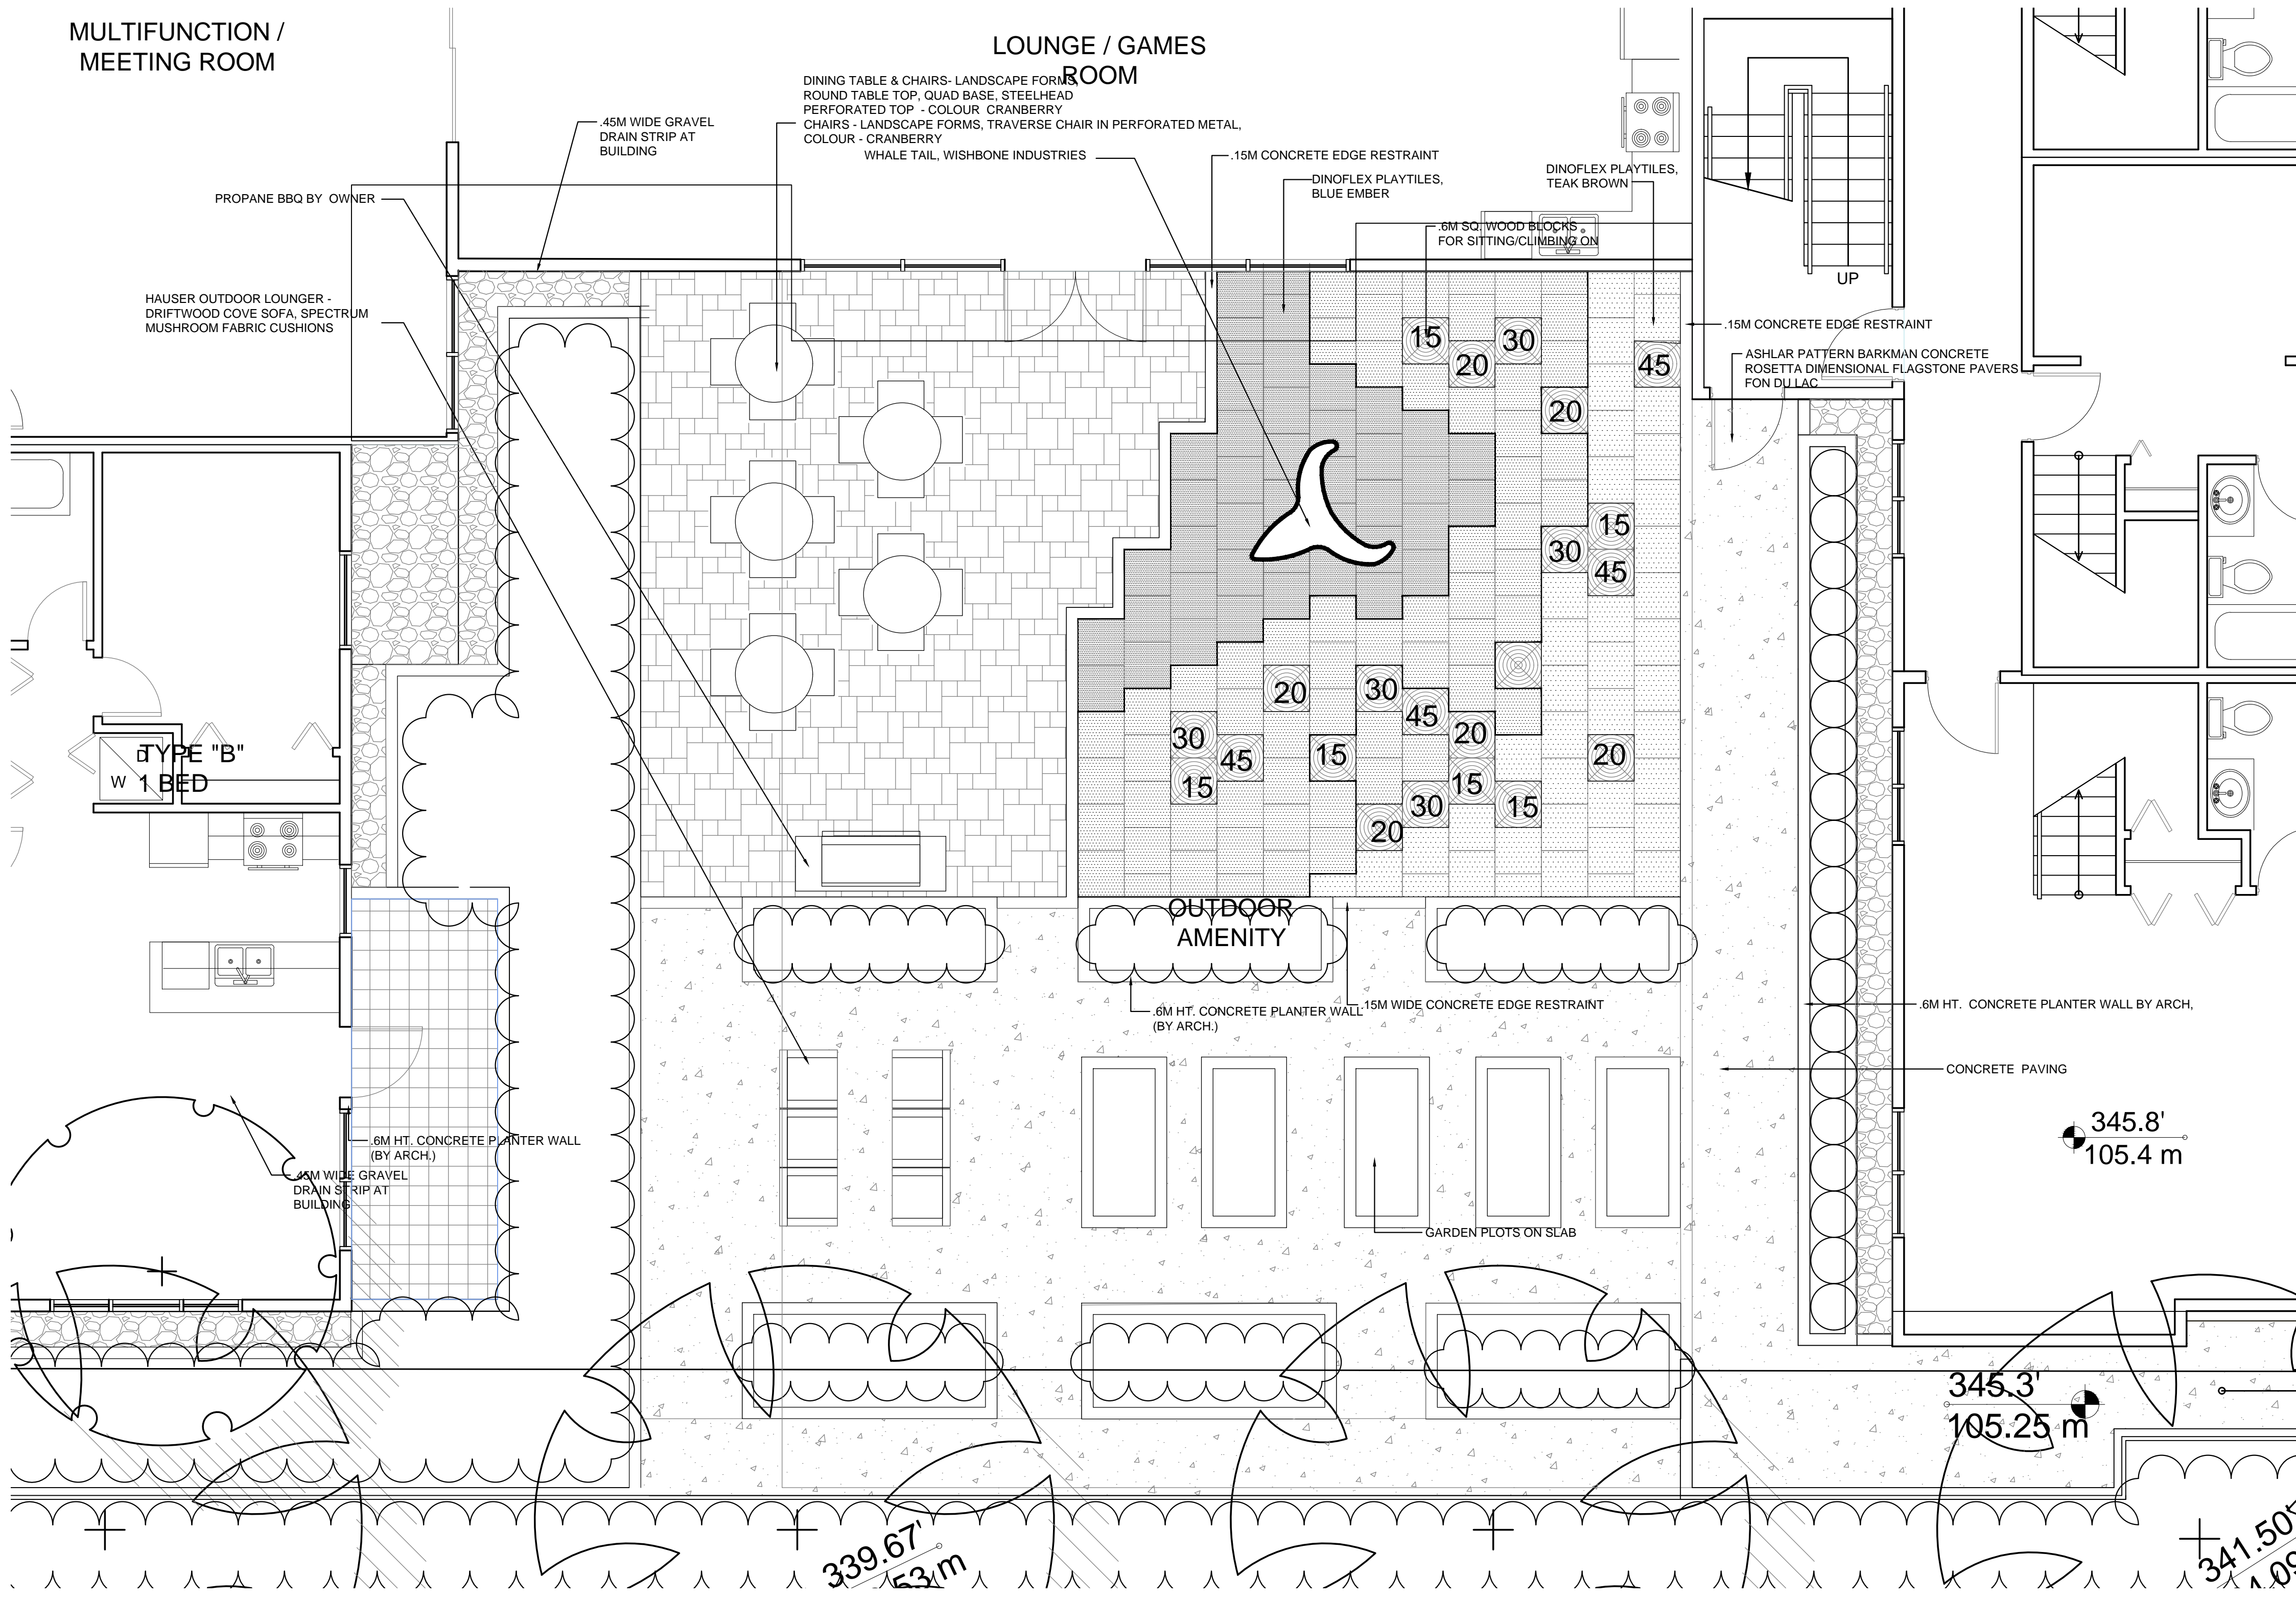 MULTIFUNCTION /
MEETING ROOM
LOUNGE / GAMES
ROOM
DINING TABLE & CHAIRS- LANDSCAPE FORMS,
ROUND TABLE TOP, QUAD BASE, STEELHEAD
PERFORATED TOP - COLOUR CRANBERRY
CHAIRS - LANDSCAPE FORMS, TRAVERSE CHAIR IN PERFORATED METAL,
COLOUR - CRANBERRY
.45M WIDE GRAVEL
DRAIN STRIP AT
BUILDING
WHALE TAIL, WISHBONE INDUSTRIES
.15M CONCRETE EDGE RESTRAINT
DINOFLEX PLAYTILES,
BLUE EMBER
DINOFLEX PLAYTILES,
TEAK BROWN
PROPANE BBQ BY OWNER
.6M SQ. WOOD BLOCKS
FOR SITTING/CLIMBING ON
UP
HAUSER OUTDOOR LOUNGER -
DRIFTWOOD COVE SOFA, SPECTRUM
MUSHROOM FABRIC CUSHIONS
.15M CONCRETE EDGE RESTRAINT
ASHLAR PATTERN BARKMAN CONCRETE
ROSETTA DIMENSIONAL FLAGSTONE PAVERS
FON DU LAC
15
30
20
45
20
15
30
45
20
30
45
30
20
45
15
20
15
15
30
15
20
TYPE "B"
1 BED
D
W
OUTDOOR
AMENITY
.6M HT. CONCRETE PLANTER WALL
(BY ARCH.)
.15M WIDE CONCRETE EDGE RESTRAINT
.6M HT. CONCRETE PLANTER WALL BY ARCH,
CONCRETE PAVING
345.8'
105.4 m
.6M HT. CONCRETE PLANTER WALL
(BY ARCH.)
.45M WIDE GRAVEL
DRAIN STRIP AT
BUILDING
GARDEN PLOTS ON SLAB
345.3'
105.25 m
339.67'
53 m
341.50'